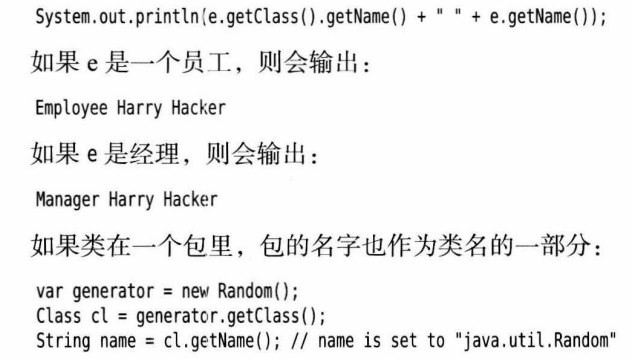 System.out.println(e.getClass().getName() + " " + e.getName());
如果 e 是一个员工，则会输出：
Employee Harry Hacker
如果 e 是经理，则会输出：
Manager Harry Hacker
如果类在一个包里，包的名字也作为类名的一部分：
var generator = new Random();
Class cl = generator.getClass();
String name = cl.getName(); // name is set to "java.util.Random"